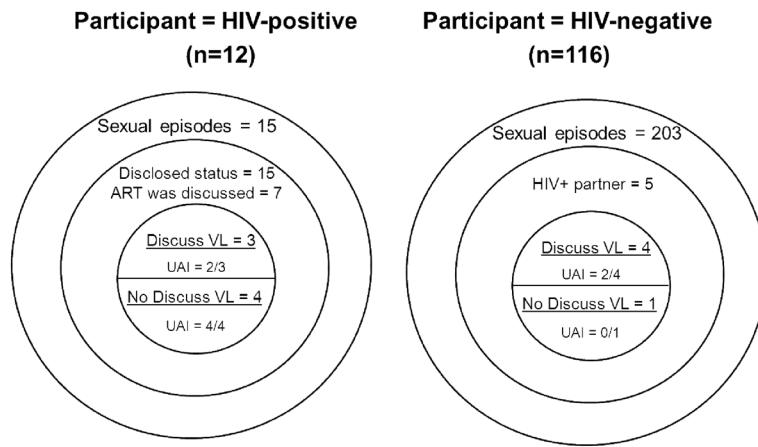 Participant = HIV-positive
(n=12)
Sexual episodes = 15
Disclosed status = 15
ART was discussed = 7
Discuss VL = 3
UAI = 2/3
No Discuss VL = 4
UAI = 4/4
Participant = HIV-negative
(n=116)
Sexual episodes = 203
HIV+ partner = 5
Discuss VL = 4
UAI = 2/4
No Discuss VL = 1
UAI = 0/1